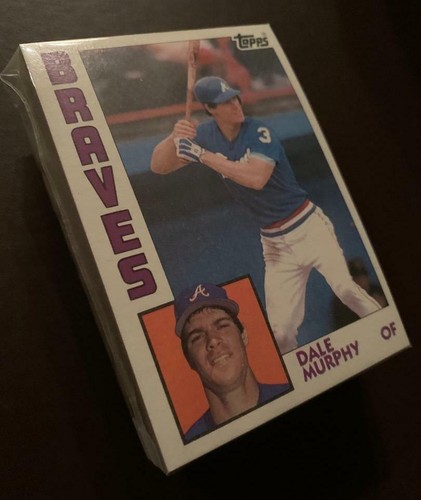 Topps
BRAVES
A
3
A
DALE
MURPHY
OF